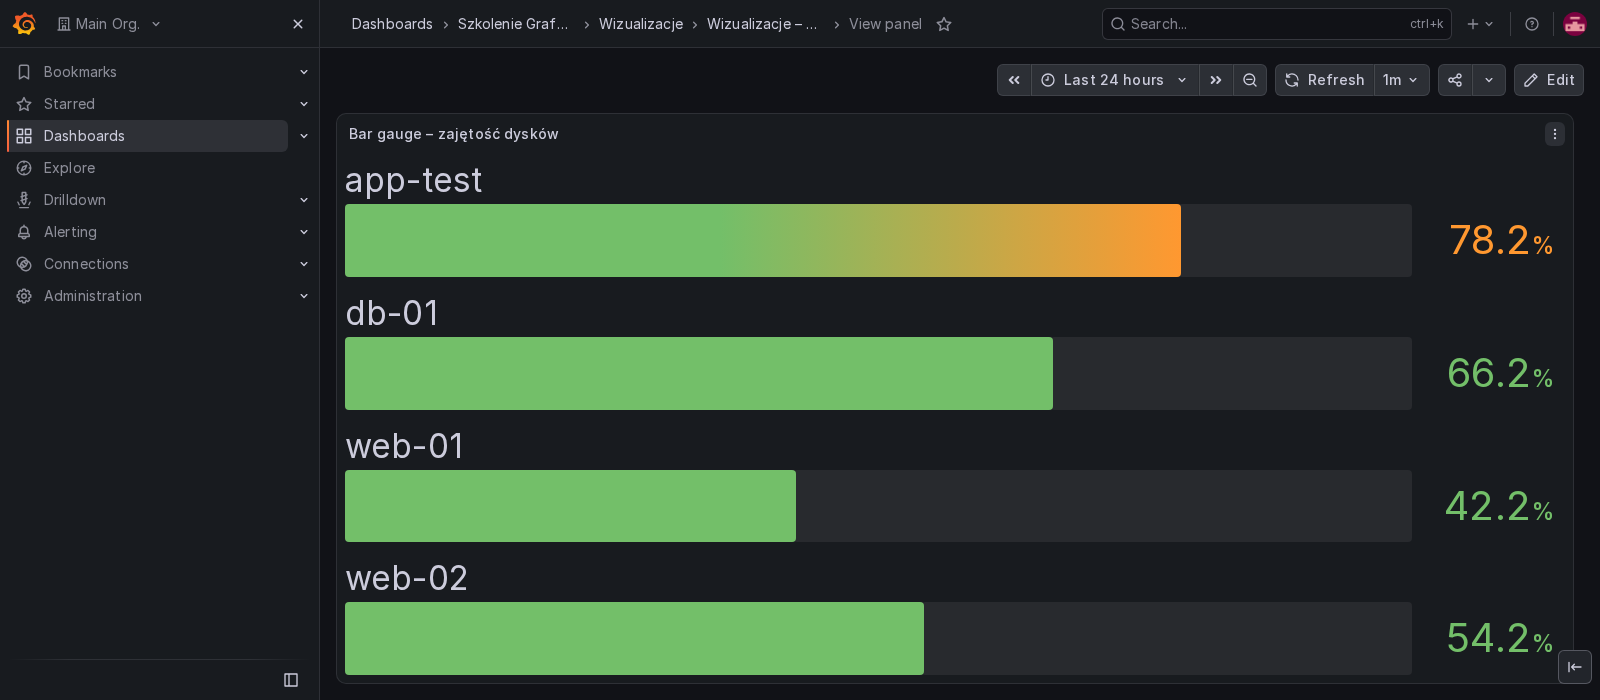 Main Org.
Dashboards
Szkolenie Graf...
Wizualizacje
Wizualizacje – ...
View panel
Search...
ctrl+k
Bookmarks
Starred
Dashboards
Explore
Drilldown
Alerting
Connections
Administration
Last 24 hours
Refresh
1m
Edit
Bar gauge – zajętość dysków
app-test
78.2%
db-01
66.2%
web-01
42.2%
web-02
54.2%